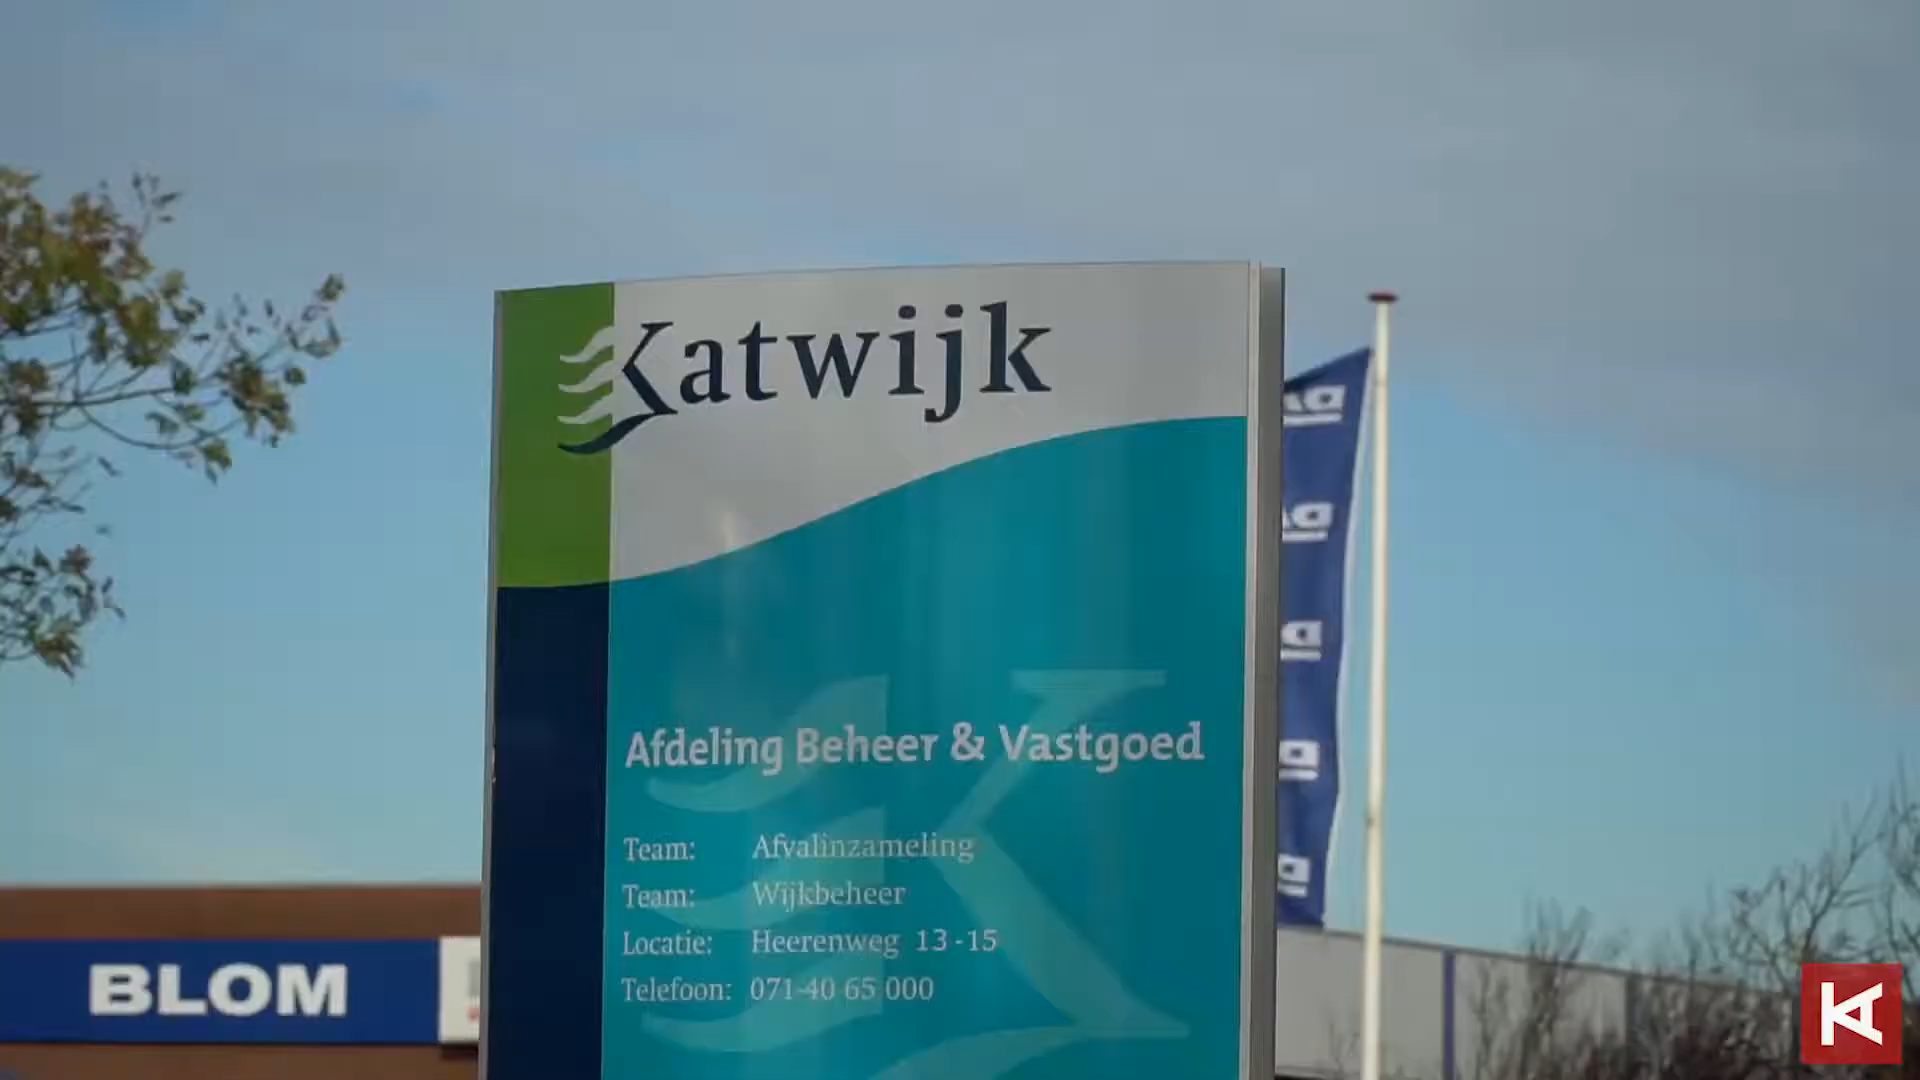 Katwijk
Afdeling Beheer & Vastgoed
Team: Afvalinzameling
Team: Wijkbeheer
Locatie: Heerenweg 13-15
Telefoon: 071-40 65 000
BLOM